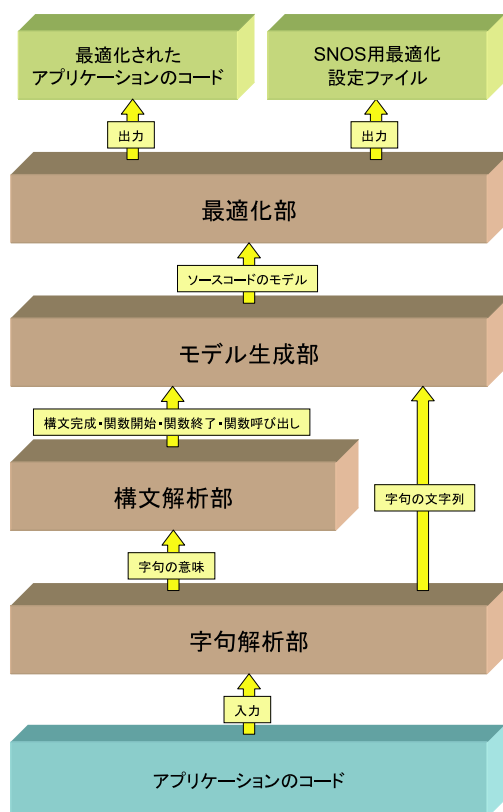 最適化された
アプリケーションのコード
SNOS用最適化
設定ファイル
出力
出力
最適化部
ソースコードのモデル
モデル生成部
構文完成・関数開始・関数終了・関数呼び出し
構文解析部
字句の文字列
字句の意味
字句解析部
入力
アプリケーションのコード